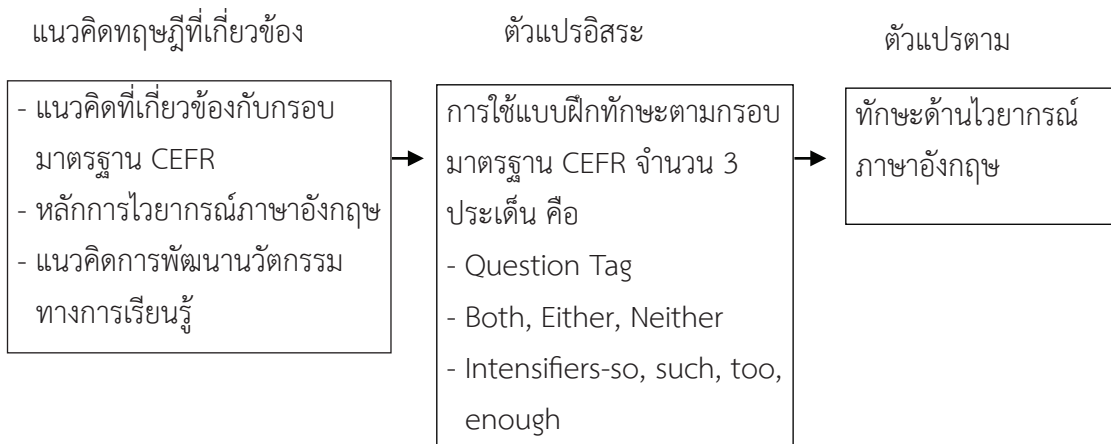 แนวคิดทฤษฎีที่เกี่ยวข้อง
- แนวคิดที่เกี่ยวข้องกับกรอบ
มาตรฐาน CEFR
- หลักการไวยากรณ์ภาษาอังกฤษ
- แนวคิดการพัฒนานวัตกรรม
ทางการเรียนรู้
ตัวแปรอิสระ
การใช้แบบฝึกทักษะตามกรอบ
มาตรฐาน CEFR จำนวน 3
ประเด็น คือ
- Question Tag
- Both, Either, Neither
- Intensifiers-so, such, too,
enough
ตัวแปรตาม
ทักษะด้านไวยากรณ์
ภาษาอังกฤษ